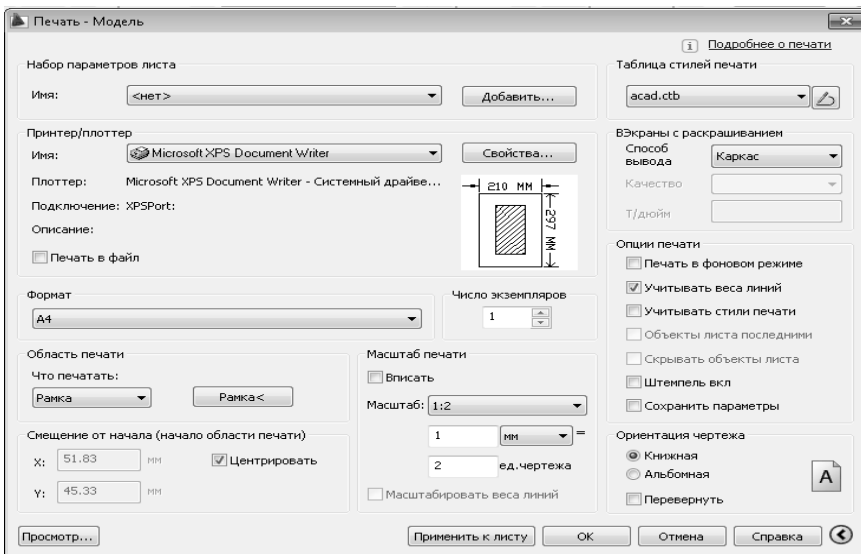 Печать - Модель
Подробнее о печати
Набор параметров листа
Имя: <нет> Добавить...
Таблица стилей печати
acad.ctb
Принтер/плоттер
Имя: Microsoft XPS Document Writer Свойства...
Плоттер: Microsoft XPS Document Writer - Системный драйве...
Подключение: XPSPort:
Описание:
Печать в файл
210 MM
297 MM
ВЭкраны с раскрашиванием
Способ вывода Каркас
Качество
Т/дюйм
Формат
A4
Число экземпляров
1
Опции печати
Печать в фоновом режиме
Учитывать веса линий
Учитывать стили печати
Объекты листа последними
Скрывать объекты листа
Штемпель вкл
Сохранить параметры
Область печати
Что печатать:
Рамка Рамка<
Масштаб печати
Вписать
Масштаб: 1:2
1 мм =
2 ед.чертежа
Масштабировать веса линий
Смещение от начала (начало области печати)
X: 51.83 мм Центрировать
Y: 45.33 мм
Ориентация чертежа
Книжная
Альбомная
Перевернуть
A
Просмотр... Применить к листу ОК Отмена Справка